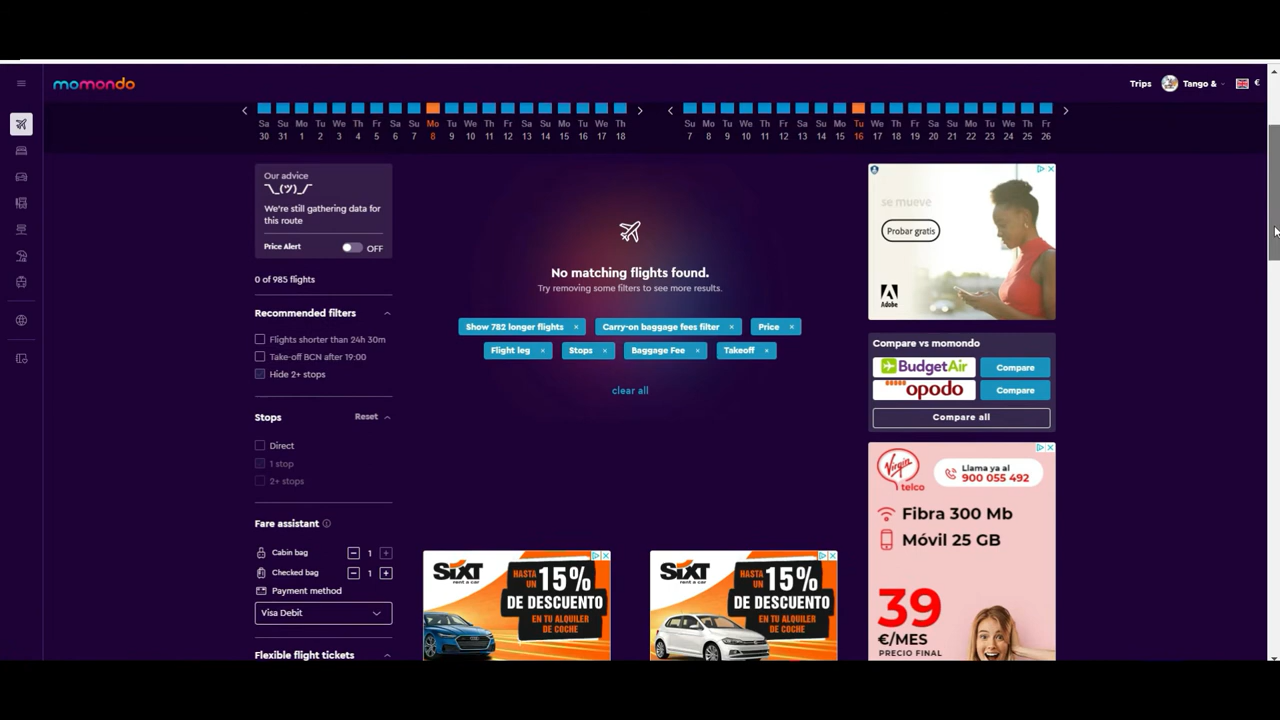 momondo
Trips
Tango &
€
Sa Su Mo Tu We Th Fr Sa Su Mo Tu We Th Fr Sa Su Mo Tu We Th
30 31 1 2 3 4 5 6 7 8 9 10 11 12 13 14 15 16 17 18
Su Mo Tu We Th Fr Sa Su Mo Tu We Th Fr Sa Su Mo Tu We Th Fr
7 8 9 10 11 12 13 14 15 16 17 18 19 20 21 22 23 24 25 26
Our advice
¯\_(ツ)_/¯
We're still gathering data for
this route
Price Alert
OFF
0 of 985 flights
Recommended filters
Flights shorter than 24h 30m
Take-off BCN after 19:00
Hide 2+ stops
Stops
Reset
Direct
1 stop
2+ stops
Fare assistant
Cabin bag
− 1 +
Checked bag
− 1 +
Payment method
Visa Debit
Flexible flight tickets
No matching flights found.
Try removing some filters to see more results.
Show 782 longer flights ×
Carry-on baggage fees filter ×
Price ×
Flight leg ×
Stops ×
Baggage Fee ×
Takeoff ×
clear all
SiXT
rent a car
HASTA
UN
15%
DE DESCUENTO
EN TU ALQUILER
DE COCHE
SiXT
rent a car
HASTA
UN
15%
DE DESCUENTO
EN TU ALQUILER
DE COCHE
se mueve
Probar gratis
Adobe
Compare vs momondo
BudgetAir
Compare
opodo
Compare
Compare all
Virgin
telco
Llama ya al
900 055 492
Fibra 300 Mb
Móvil 25 GB
39
€/MES
PRECIO FINAL